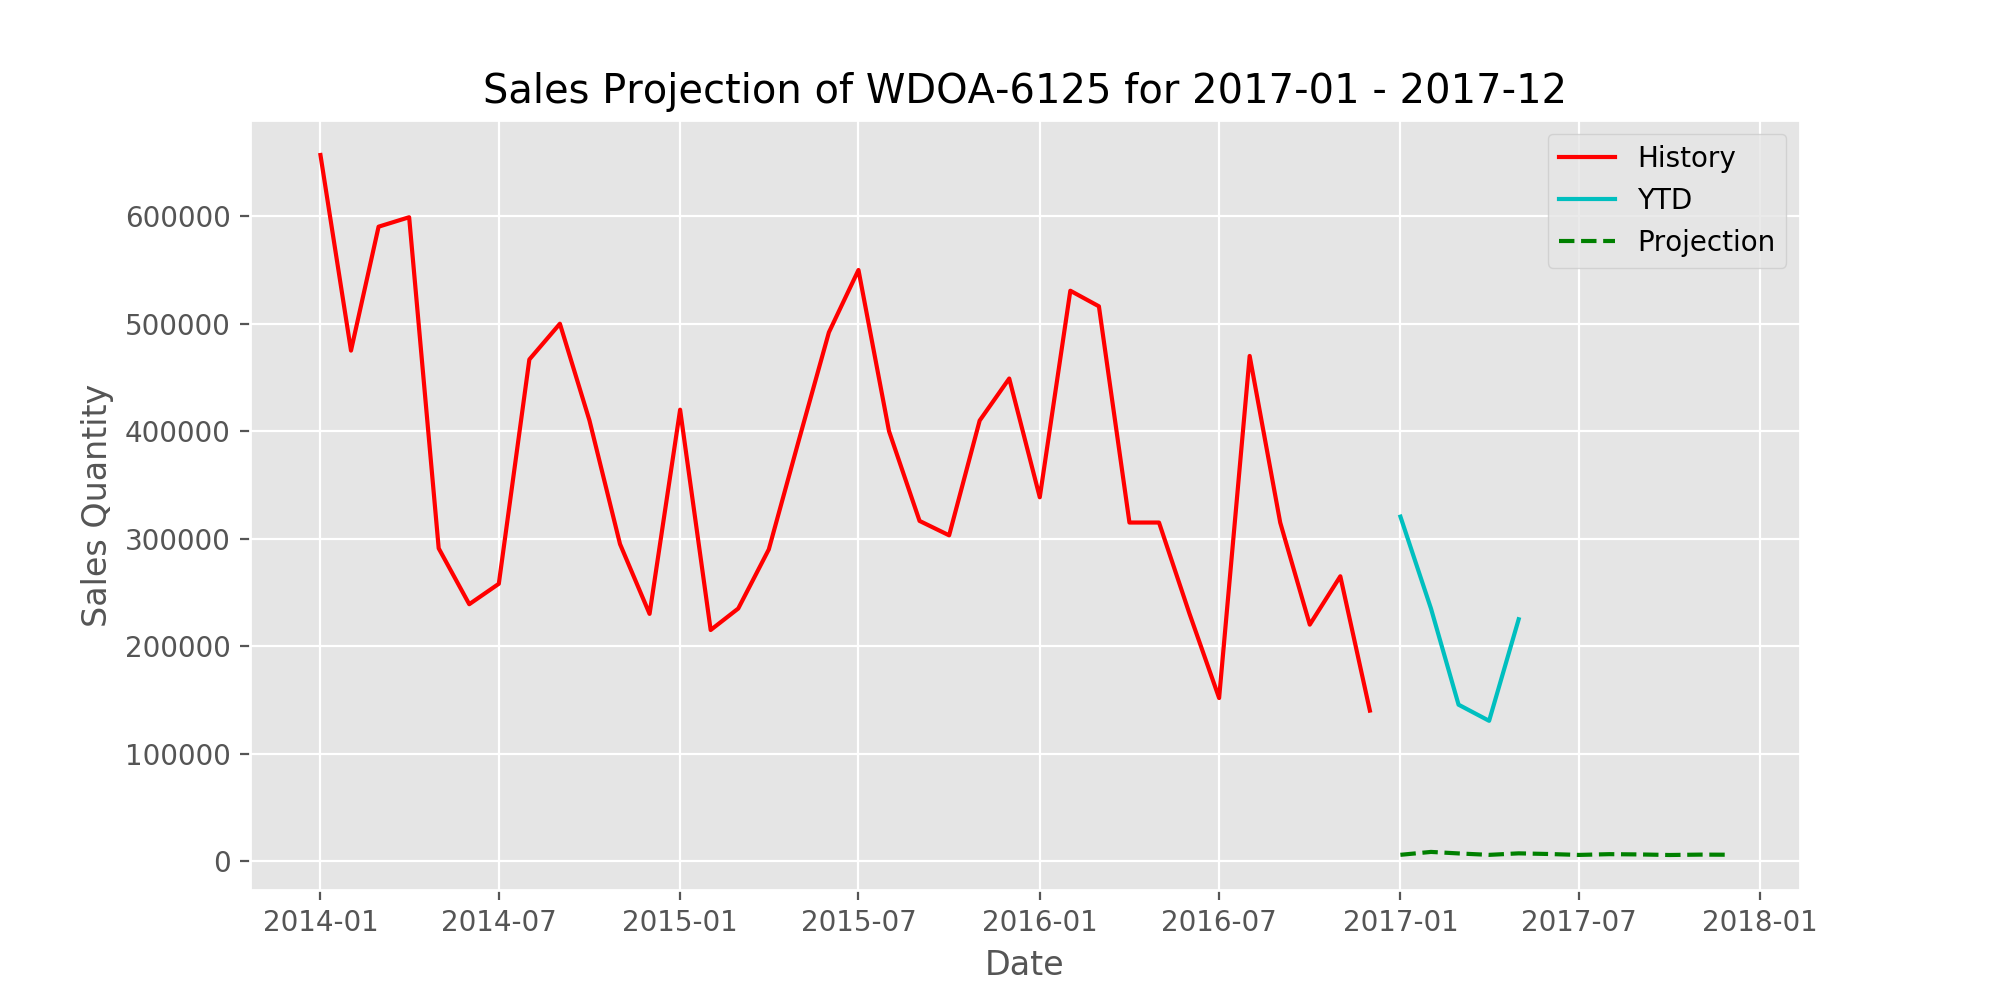 Sales Projection of WDOA-6125 for 2017-01 - 2017-12
History
YTD
Projection
Sales Quantity
600000
500000
400000
300000
200000
100000
0
2014-01 2014-07 2015-01 2015-07 2016-01 2016-07 2017-01 2017-07 2018-01
Date